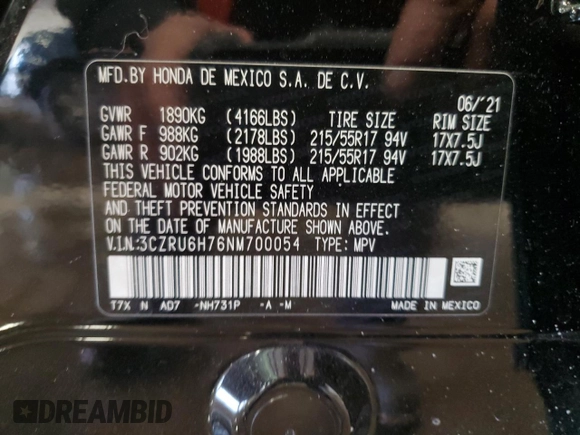 MFD.BY HONDA DE MEXICO S.A. DE C.V.
06/'21
GVWR 1890KG (4166LBS) TIRE SIZE RIM SIZE
GAWR F 988KG (2178LBS) 215/55R17 94V 17X7.5J
GAWR R 902KG (1988LBS) 215/55R17 94V 17X7.5J
THIS VEHICLE CONFORMS TO ALL APPLICABLE
FEDERAL MOTOR VEHICLE SAFETY
AND THEFT PREVENTION STANDARDS IN EFFECT
ON THE DATE OF MANUFACTURE SHOWN ABOVE.
V.I.N.:3CZRU6H76NM700054 TYPE: MPV
T7X N AD7 -NH731P -A -M MADE IN MEXICO
DREAMBID